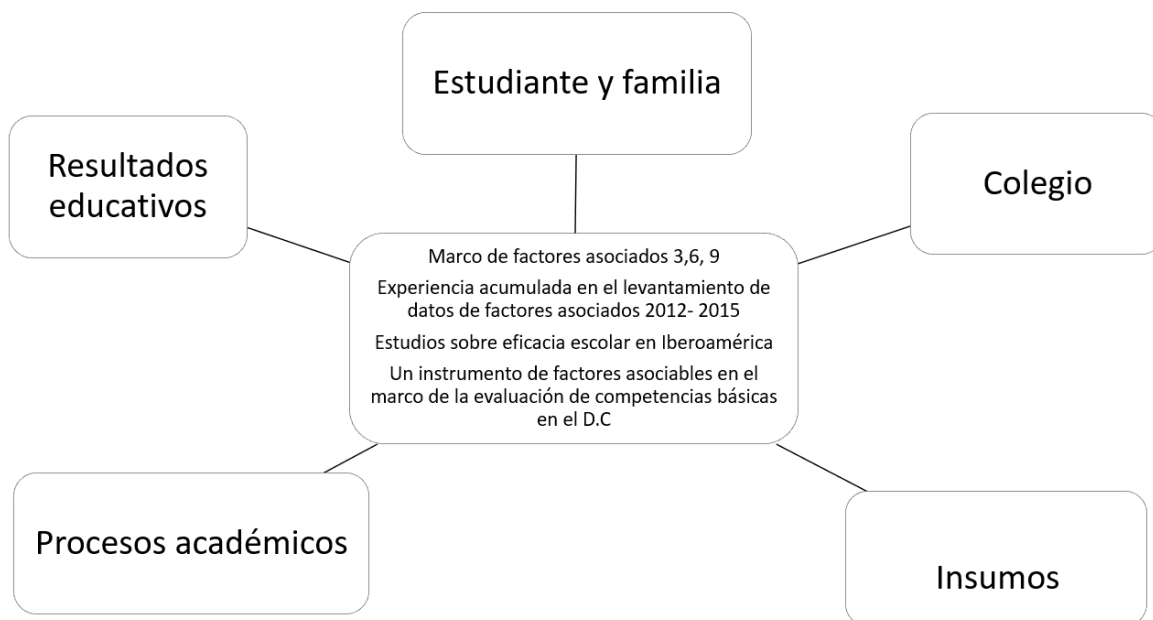 Estudiante y familia
Resultados
educativos
Colegio
Marco de factores asociados 3,6, 9
Experiencia acumulada en el levantamiento de
datos de factores asociados 2012- 2015
Estudios sobre eficacia escolar en Iberoamérica
Un instrumento de factores asociables en el
marco de la evaluación de competencias básicas
en el D.C
Procesos académicos
Insumos